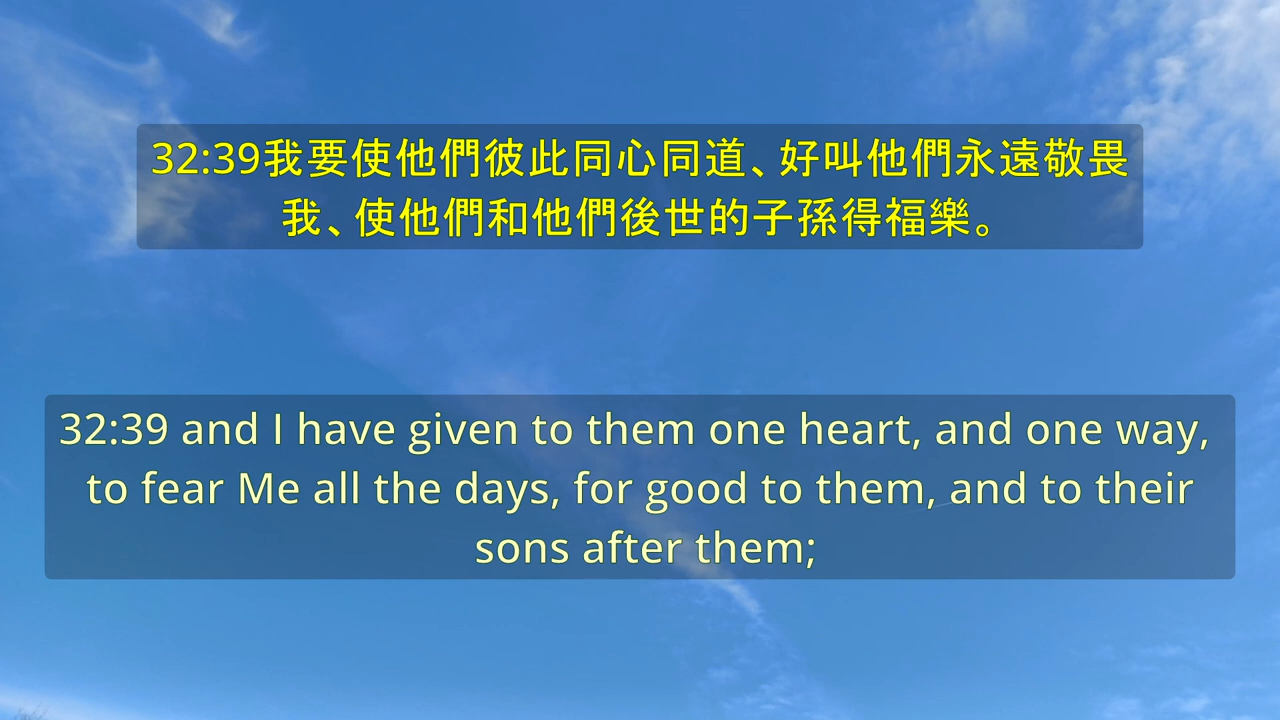 32:39我要使他們彼此同心同道、好叫他們永遠敬畏
我、使他們和他們後世的子孫得福樂。
32:39 and I have given to them one heart, and one way,
to fear Me all the days, for good to them, and to their
sons after them;